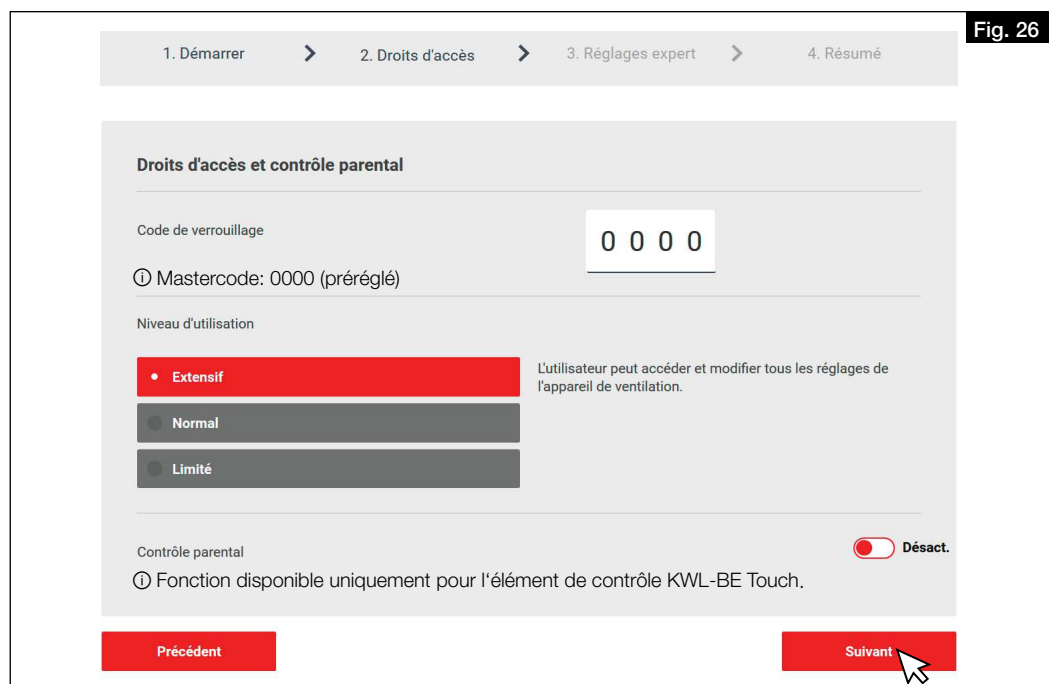 Fig. 26
1. Démarrer > 2. Droits d'accès > 3. Réglages expert > 4. Résumé
Droits d'accès et contrôle parental
Code de verrouillage
0 0 0 0
ⓘ Mastercode: 0000 (préréglé)
Niveau d'utilisation
Extensif
L'utilisateur peut accéder et modifier tous les réglages de
l'appareil de ventilation.
Normal
Limité
Contrôle parental
Désact.
ⓘ Fonction disponible uniquement pour l‘élément de contrôle KWL-BE Touch.
Précédent
Suivant